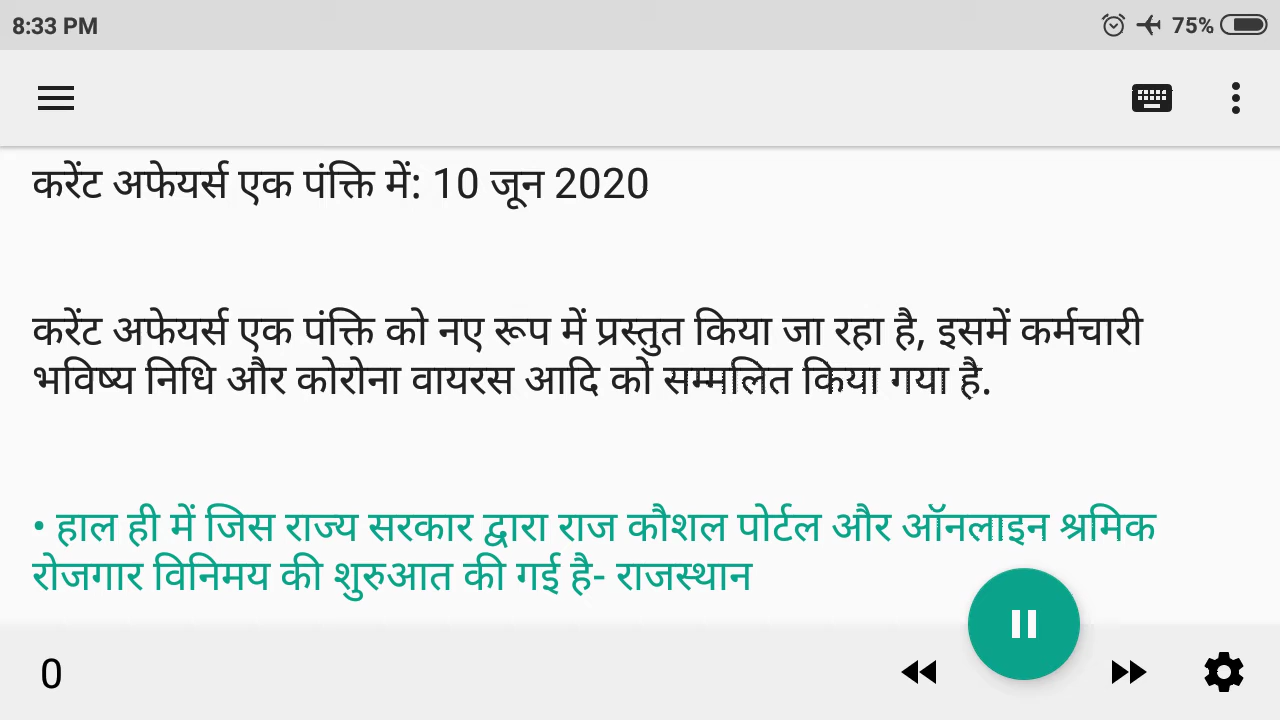 8:33 PM
75%
करेंट अफेयर्स एक पंक्ति में: 10 जून 2020
करेंट अफेयर्स एक पंक्ति को नए रूप में प्रस्तुत किया जा रहा है, इसमें कर्मचारी
भविष्य निधि और कोरोना वायरस आदि को सम्मलित किया गया है.
• हाल ही में जिस राज्य सरकार द्वारा राज कौशल पोर्टल और ऑनलाइन श्रमिक
रोजगार विनिमय की शुरुआत की गई है- राजस्थान
0